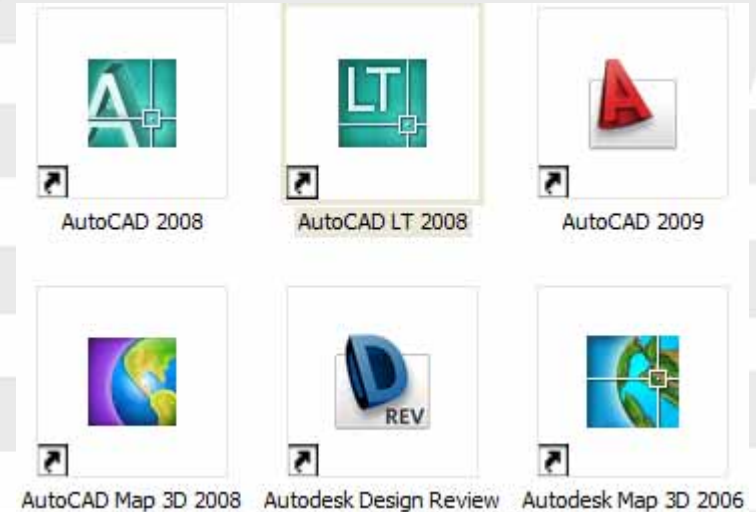 A
LT
A
AutoCAD 2008
AutoCAD LT 2008
AutoCAD 2009
D
REV
AutoCAD Map 3D 2008
Autodesk Design Review
Autodesk Map 3D 2006